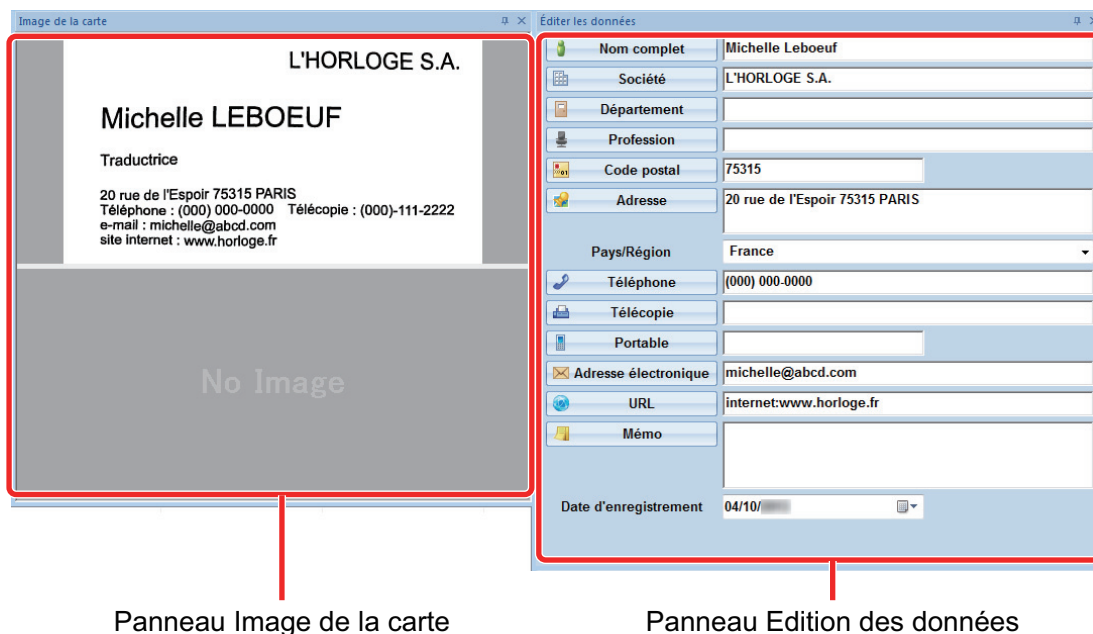 Image de la carte
L'HORLOGE S.A.
Michelle LEBOEUF
Traductrice
20 rue de l'Espoir 75315 PARIS
Téléphone : (000) 000-0000 Télécopie : (000)-111-2222
e-mail : michelle@abcd.com
site internet : www.horloge.fr
No Image
Éditer les données
Nom complet Michelle Leboeuf
Société L'HORLOGE S.A.
Département
Profession
Code postal 75315
Adresse 20 rue de l'Espoir 75315 PARIS
Pays/Région France
Téléphone (000) 000-0000
Télécopie
Portable
Adresse électronique michelle@abcd.com
URL internet:www.horloge.fr
Mémo
Date d'enregistrement 04/10/
Panneau Image de la carte
Panneau Edition des données